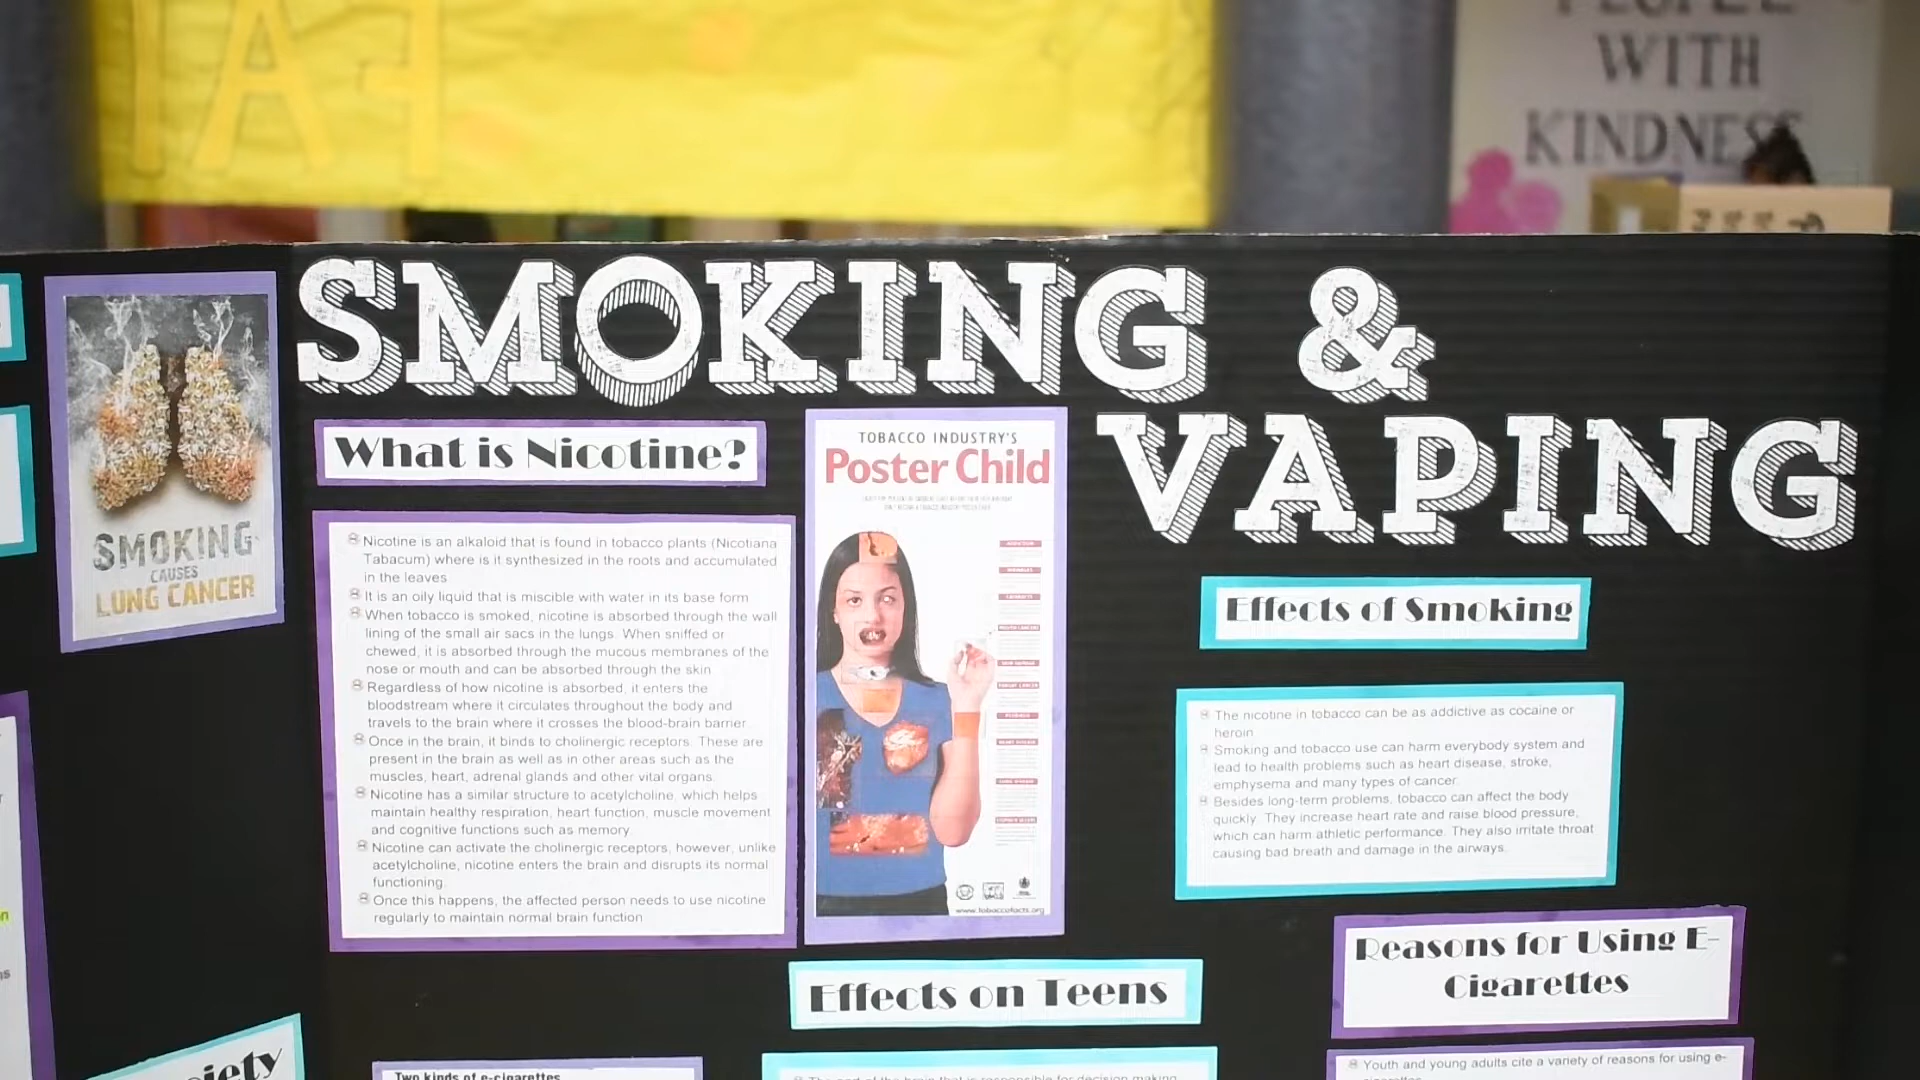 FAI
PEOPLE
WITH
KINDNESS
SMOKING &
VAPING
SMOKING
CAUSES
LUNG CANCER
What is Nicotine?
Nicotine is an alkaloid that is found in tobacco plants (Nicotiana
Tabacum) where is it synthesized in the roots and accumulated
in the leaves
It is an oily liquid that is miscible with water in its base form
When tobacco is smoked, nicotine is absorbed through the wall
lining of the small air sacs in the lungs. When sniffed or
chewed, it is absorbed through the mucous membranes of the
nose or mouth and can be absorbed through the skin
Regardless of how nicotine is absorbed, it enters the
bloodstream where it circulates throughout the body and
travels to the brain where it crosses the blood-brain barrier
Once in the brain, it binds to cholinergic receptors. These are
present in the brain as well as in other areas such as the
muscles, heart, adrenal glands and other vital organs.
Nicotine has a similar structure to acetylcholine, which helps
maintain healthy respiration, heart function, muscle movement
and cognitive functions such as memory.
Nicotine can activate the cholinergic receptors, however, unlike
acetylcholine, nicotine enters the brain and disrupts its normal
functioning.
Once this happens, the affected person needs to use nicotine
regularly to maintain normal brain function
TOBACCO INDUSTRY'S
Poster Child
www.tobaccofacts.org
Effects of Smoking
The nicotine in tobacco can be as addictive as cocaine or
heroin
Smoking and tobacco use can harm everybody system and
lead to health problems such as heart disease, stroke,
emphysema and many types of cancer.
Besides long-term problems, tobacco can affect the body
quickly. They increase heart rate and raise blood pressure,
which can harm athletic performance. They also irritate throat
causing bad breath and damage in the airways.
Effects on Teens
The part of the brain that is responsible for decision making
Reasons for Using E-
Cigarettes
Youth and young adults cite a variety of reasons for using e-
cigarettes
Two kinds of e-cigarettes
iety